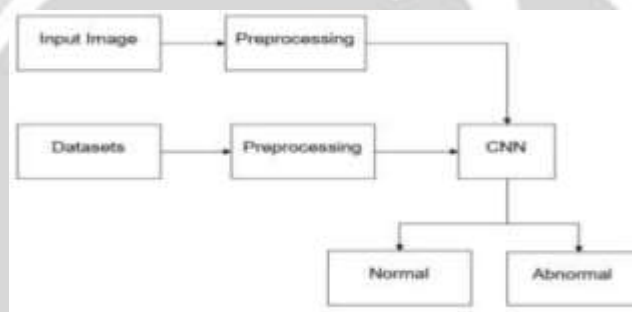 Input Image
Preprocessing
Datasets
Preprocessing
CNN
Normal
Abnormal